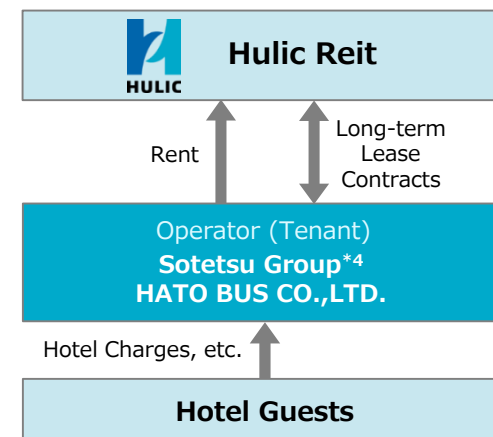 HULIC
Hulic Reit
Rent
Long-term
Lease
Contracts
Operator (Tenant)
Sotetsu Group*4
HATO BUS CO.,LTD.
Hotel Charges, etc.
Hotel Guests